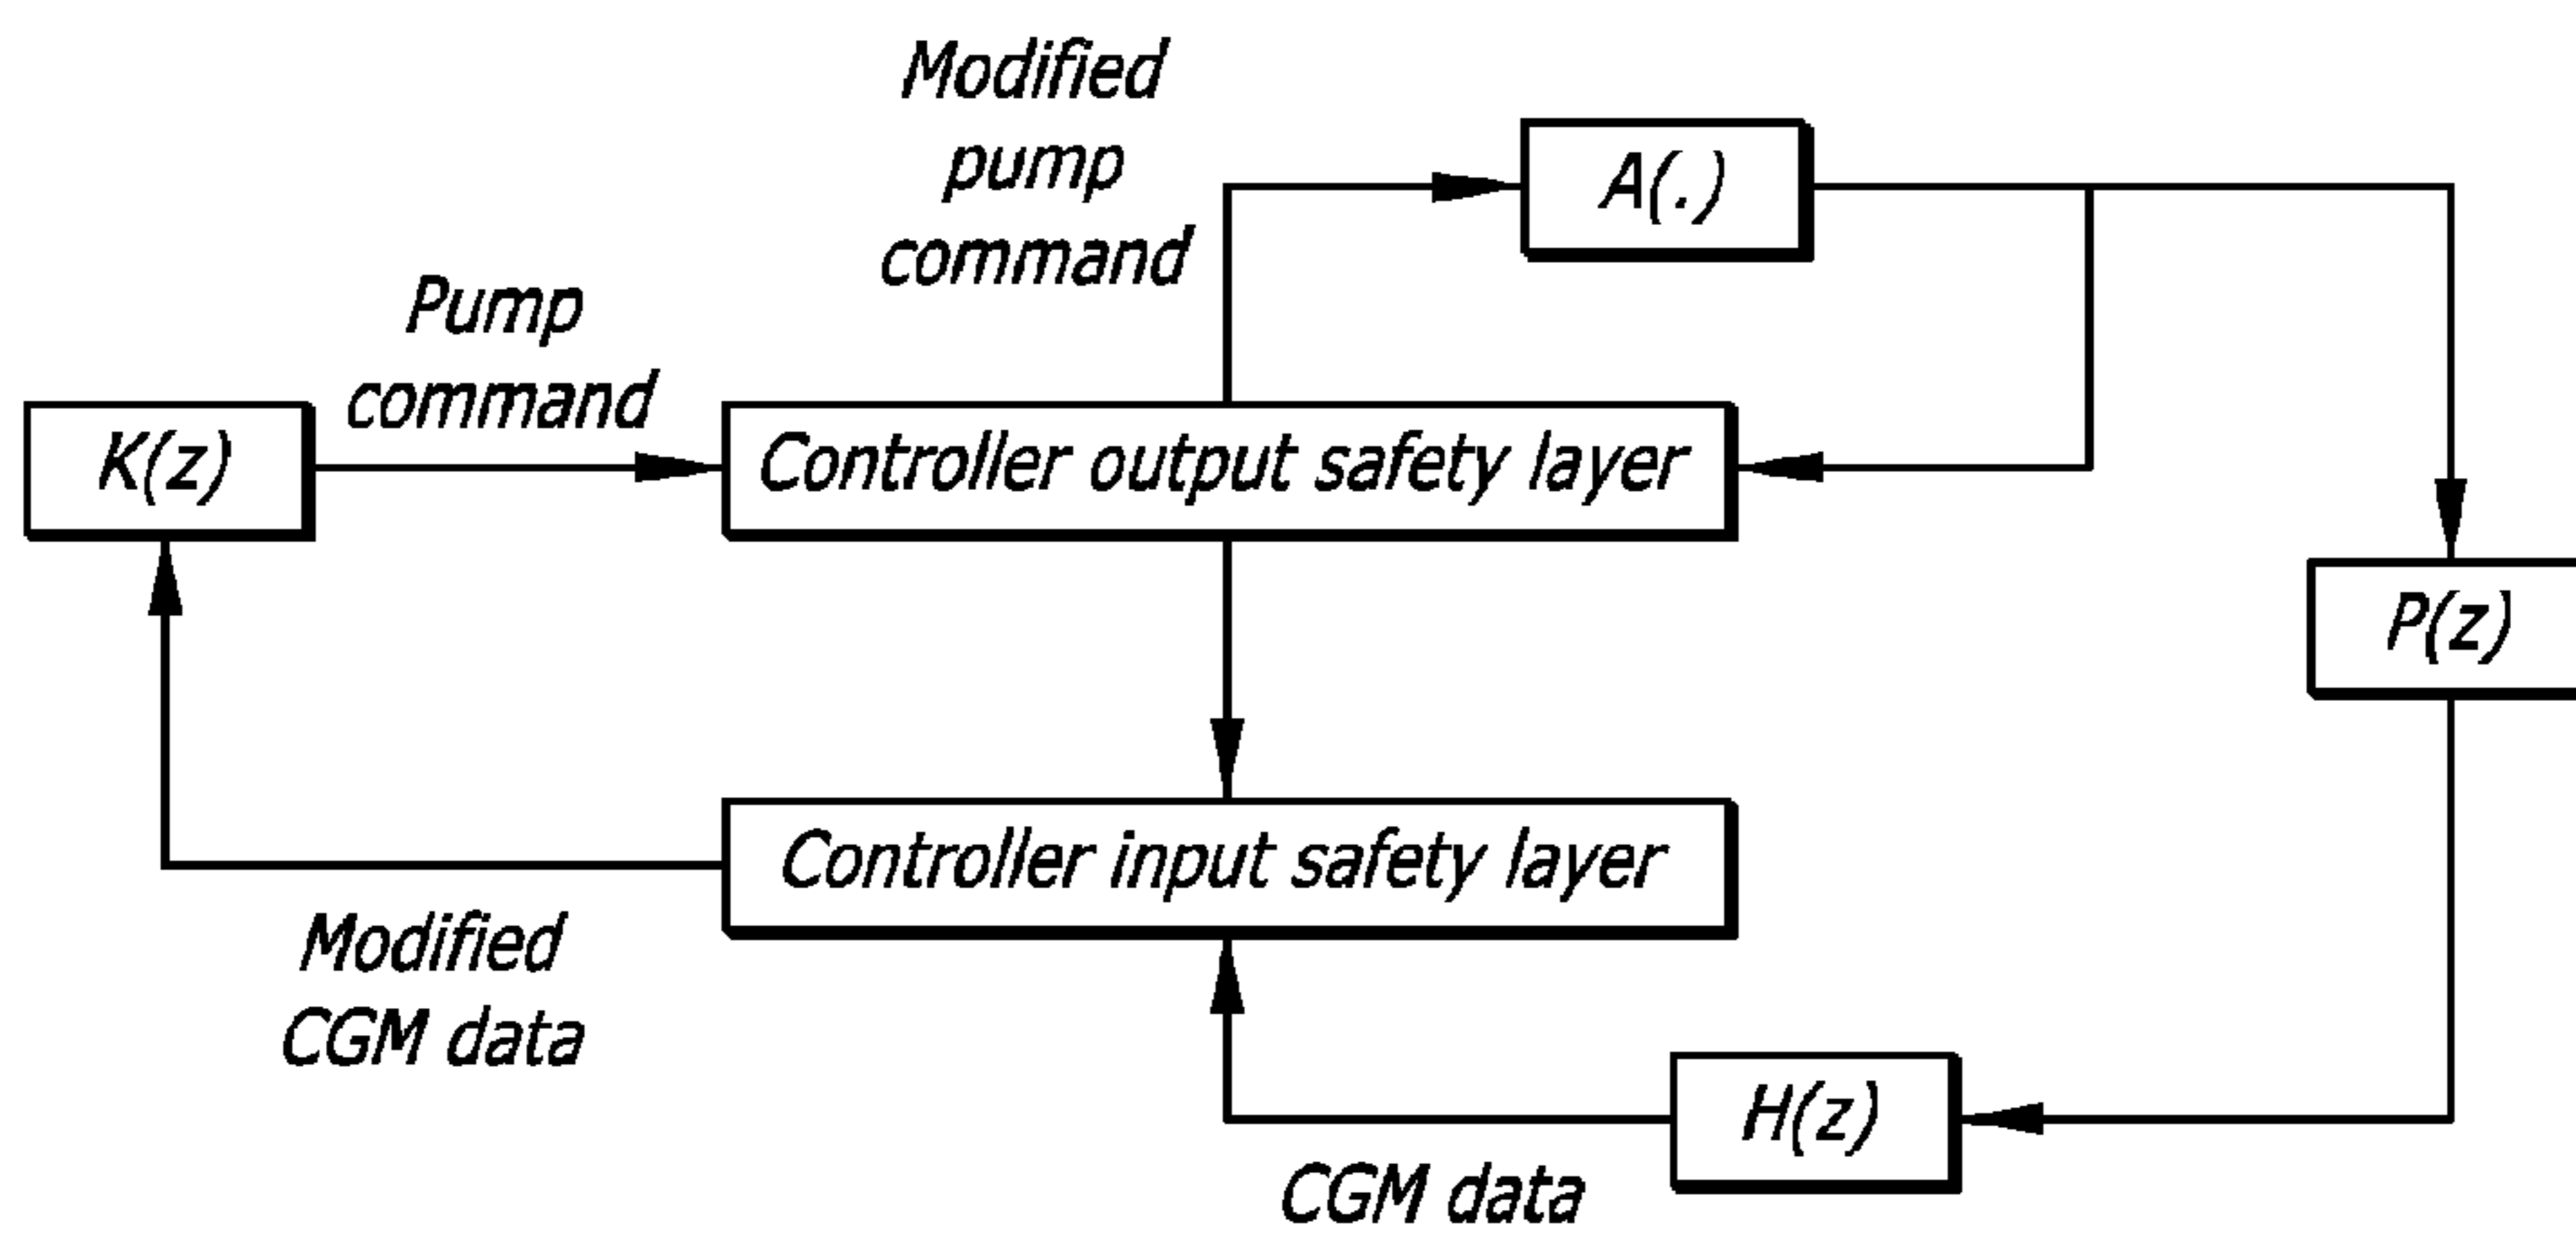 Modified
pump
command
A(.)
Pump
command
K(z)
Controller output safety layer
P(z)
Controller input safety layer
Modified
CGM data
H(z)
CGM data